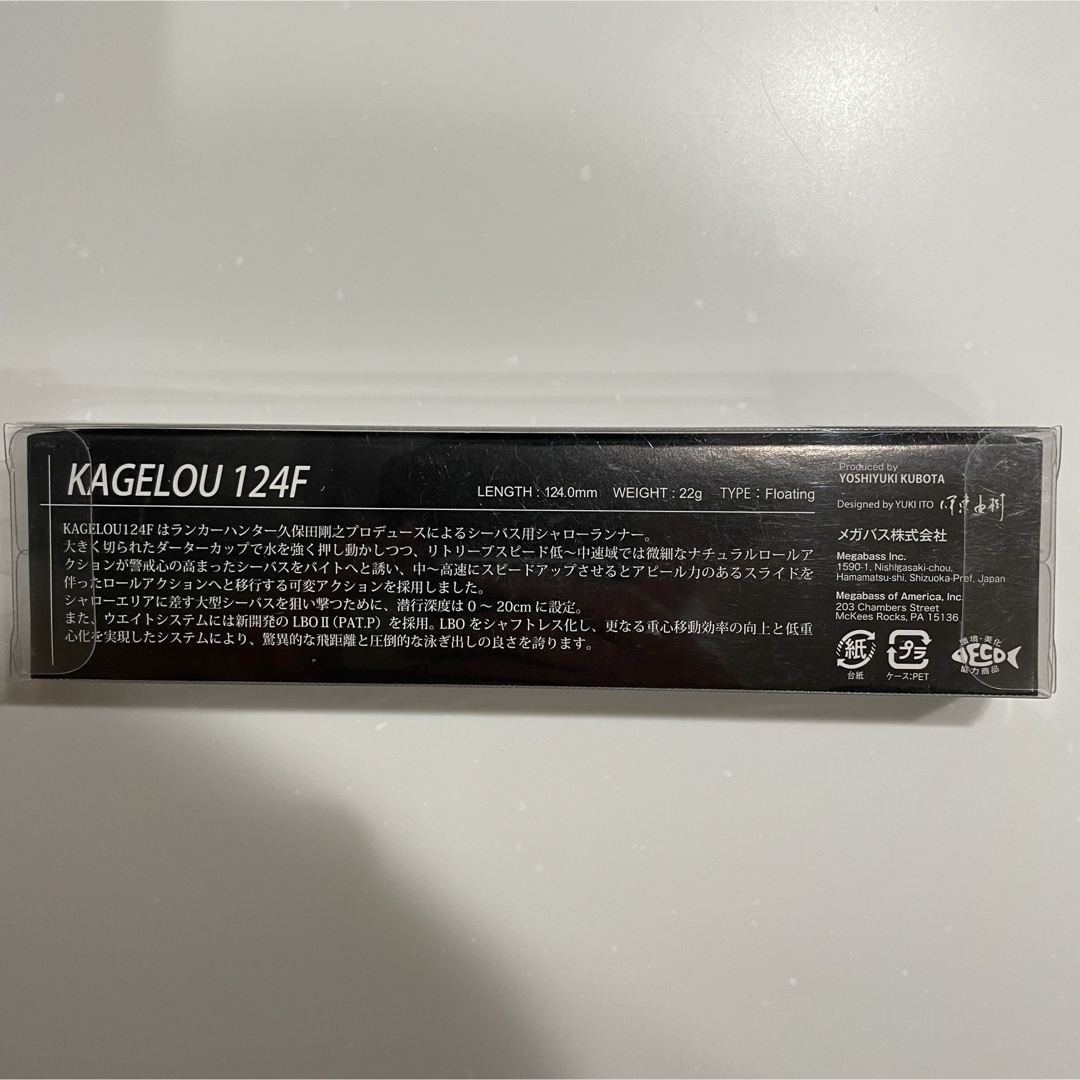 KAGELOU 124F
LENGTH : 124.0mm WEIGHT : 22g TYPE : Floating
KAGELOU124F はランカーハンター久保田剛之プロデュースによるシーバス用シャローランナー。
大きく切られたダーターカップで水を強く押し動かしつつ、リトリーブスピード低～中速域では微細なナチュラルロールア
クションが警戒心の高まったシーバスをバイトへと誘い、中～高速にスピードアップさせるとアピール力のあるスライドを
伴ったロールアクションへと移行する可変アクションを採用しました。
シャローエリアに差す大型シーバスを狙い撃つために、潜行深度は 0 ～ 20cm に設定。
また、ウエイトシステムには新開発の LBO II (PAT.P) を採用。LBO をシャフトレス化し、更なる重心移動効率の向上と低重
心化を実現したシステムにより、驚異的な飛距離と圧倒的な泳ぎ出しの良さを誇ります。
Produced by
YOSHIYUKI KUBOTA
Designed by YUKI ITO 伊東由樹
メガバス株式会社
Megabass Inc.
1590-1, Nishigasaki-chou,
Hamamatsu-shi, Shizuoka-Pref. Japan
Megabass of America, Inc.
203 Chambers Street
McKees Rocks, PA 15136
紙
台紙
プラ
ケース:PET
環境・美化
ECO
協力商品